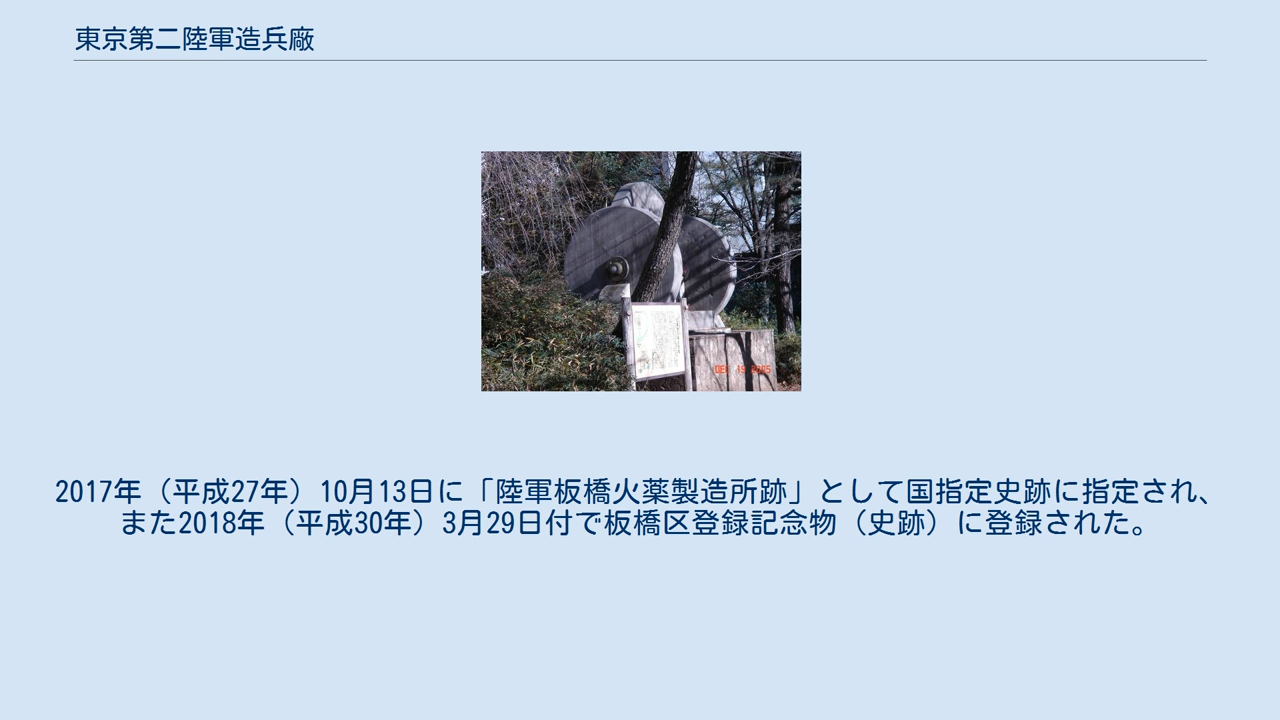 東京第二陸軍造兵廠
DEC 19 2005
2017年（平成27年）10月13日に「陸軍板橋火薬製造所跡」として国指定史跡に指定され、
また2018年（平成30年）3月29日付で板橋区登録記念物（史跡）に登録された。